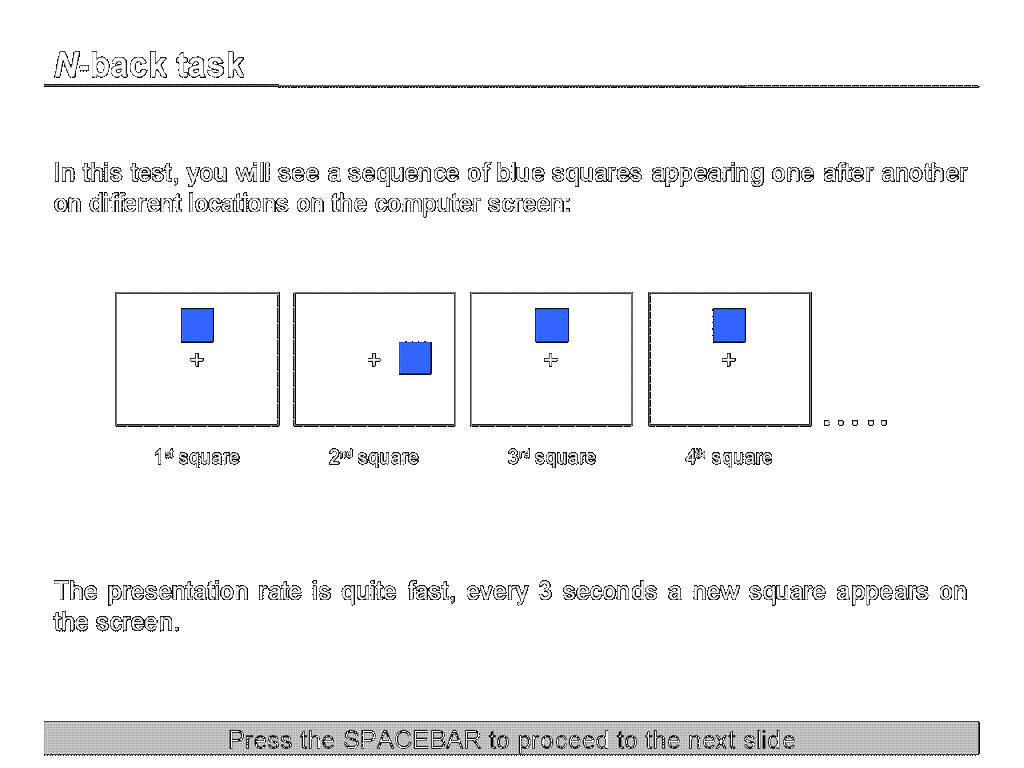 N-back task
In this test, you will see a sequence of blue squares appearing one after another
on different locations on the computer screen:
1st square 2nd square 3rd square 4th square
The presentation rate is quite fast, every 3 seconds a new square appears on
the screen.
Press the SPACEBAR to proceed to the next slide